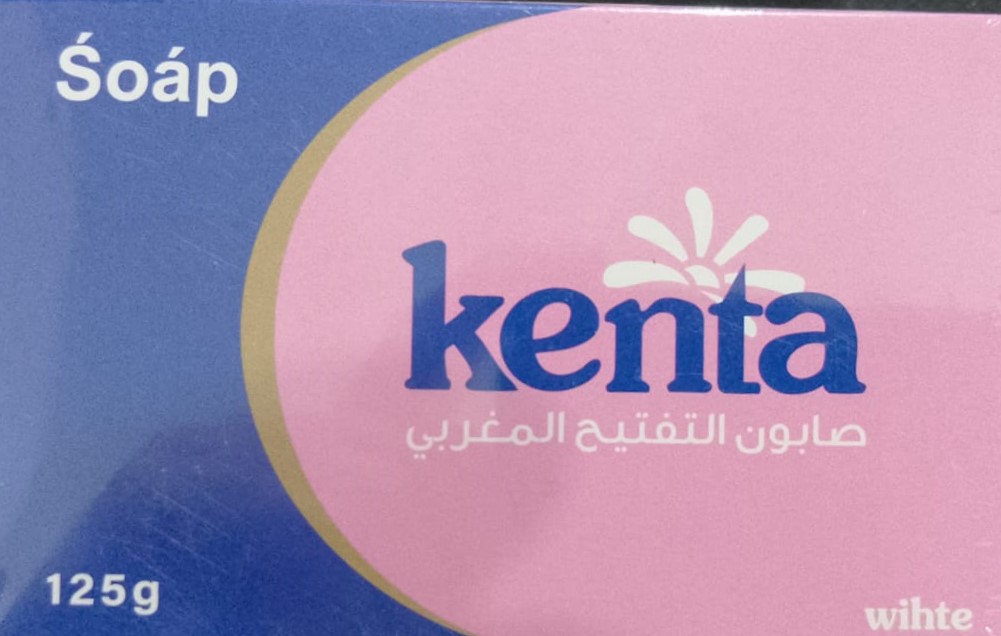 Śoáp
kenta
صابون التفتيح المغربي
125g
wihte